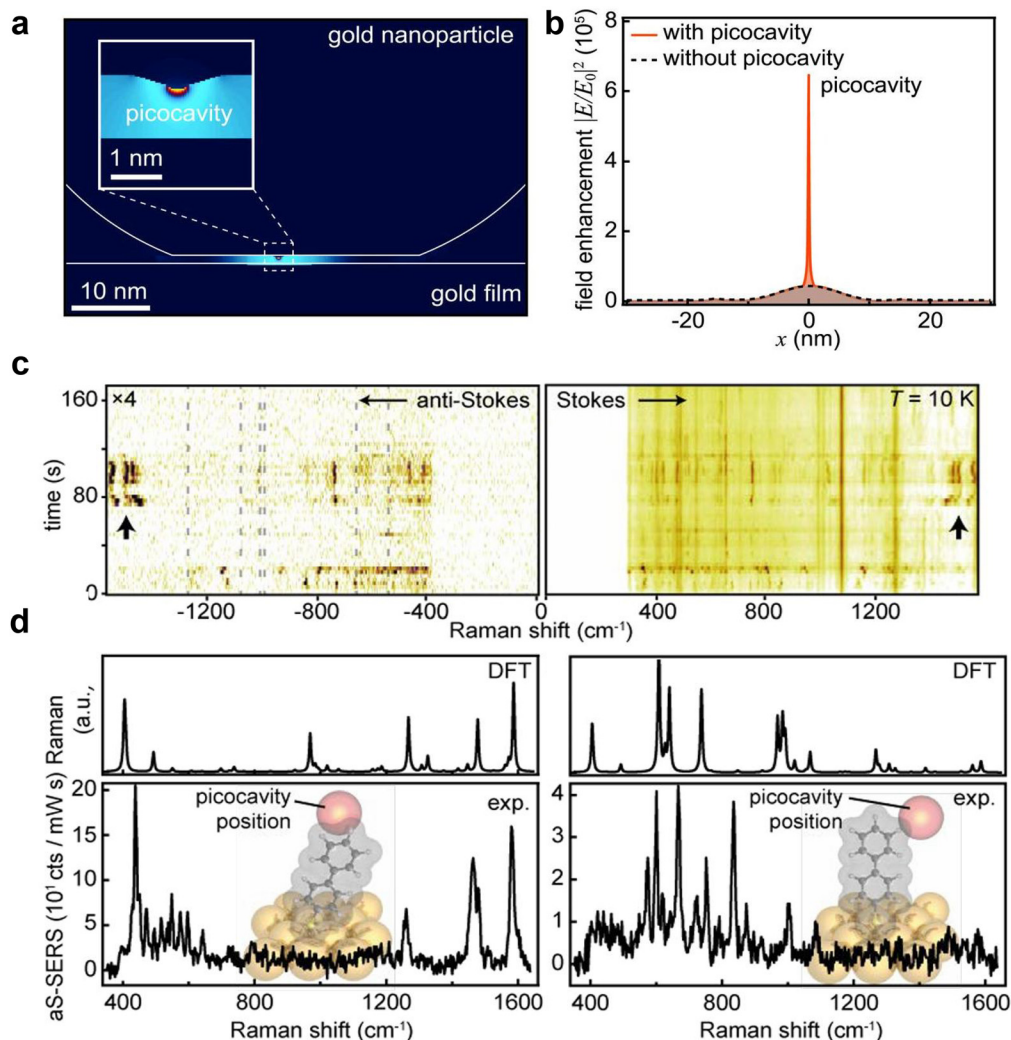 a
gold nanoparticle
picocavity
1 nm
10 nm
gold film
b
field enhancement |E/E₀|² (10⁵)
8
6
4
2
0
with picocavity
without picocavity
picocavity
-20
0
20
x (nm)
c
time (s)
160
80
0
×4
anti-Stokes
Stokes
T = 10 K
-1200
-800
-400
0
400
800
1200
Raman shift (cm⁻¹)
d
Raman
(a.u.,
DFT
DFT
aS-SERS (10¹ cts / mW s)
20
15
10
5
0
picocavity
position
exp.
400
800
1200
1600
Raman shift (cm⁻¹)
4
3
2
1
0
picocavity
position
exp.
400
800
1200
1600
Raman shift (cm⁻¹)